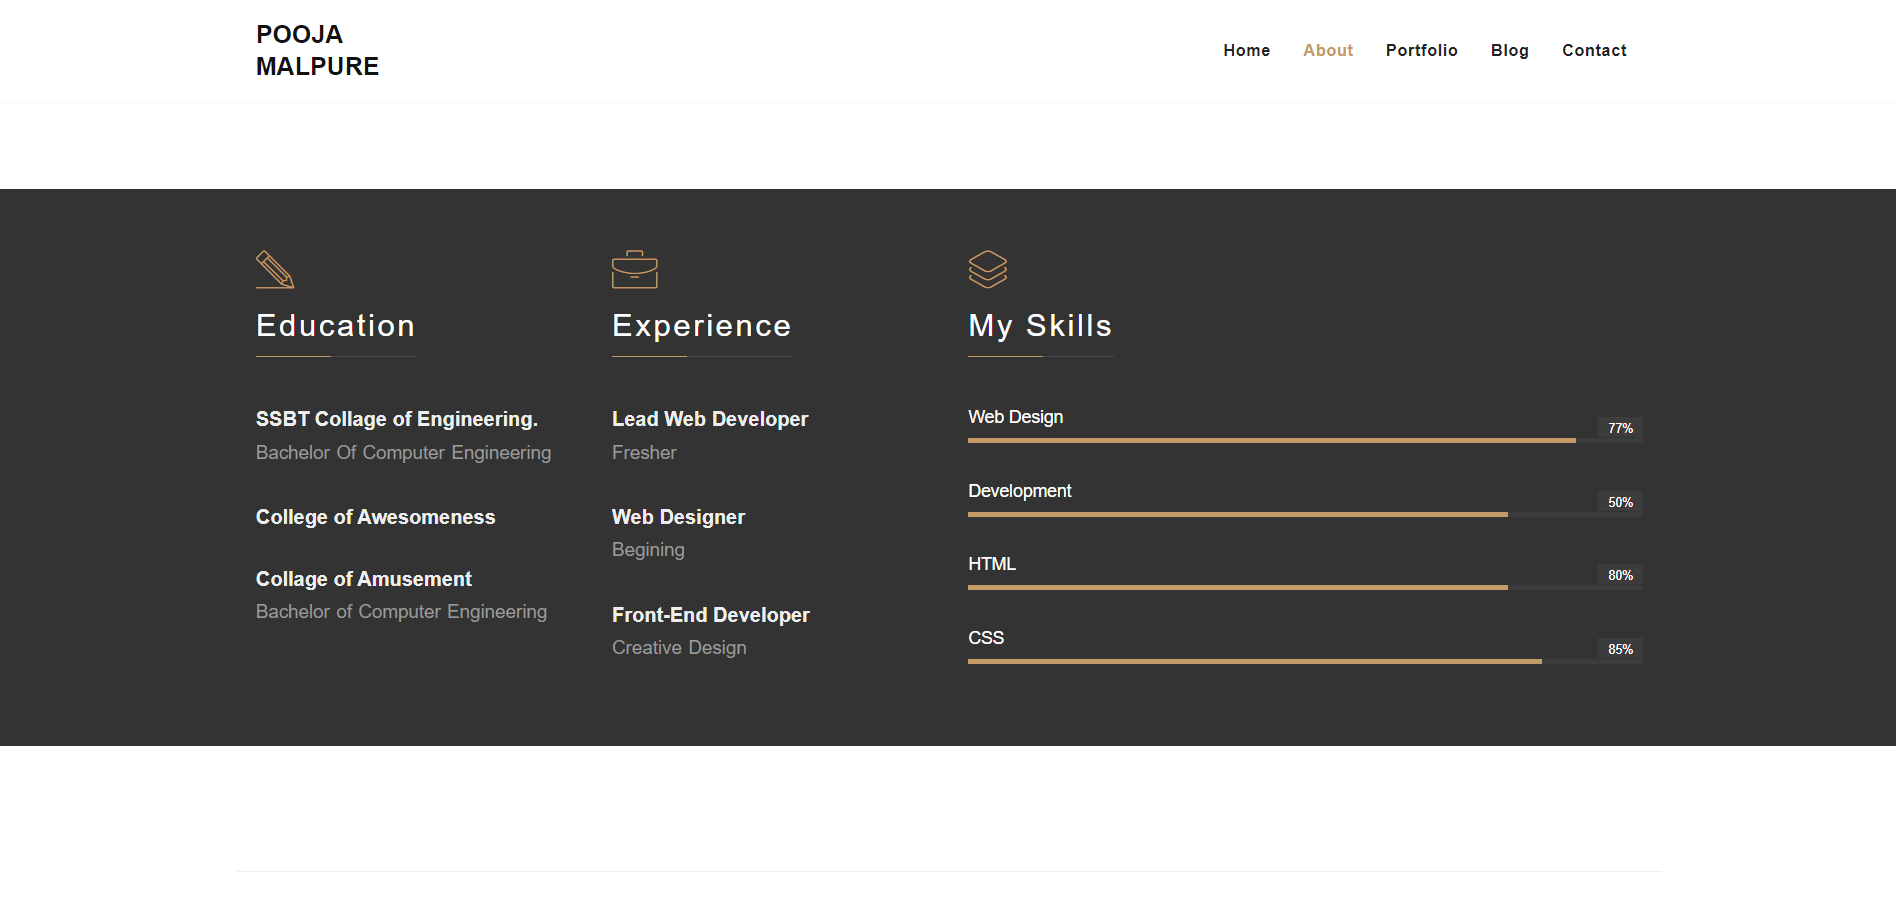 POOJA
MALPURE
Home About Portfolio Blog Contact
Education
SSBT Collage of Engineering.
Bachelor Of Computer Engineering
College of Awesomeness
Collage of Amusement
Bachelor of Computer Engineering
Experience
Lead Web Developer
Fresher
Web Designer
Begining
Front-End Developer
Creative Design
My Skills
Web Design
77%
Development
50%
HTML
80%
CSS
85%